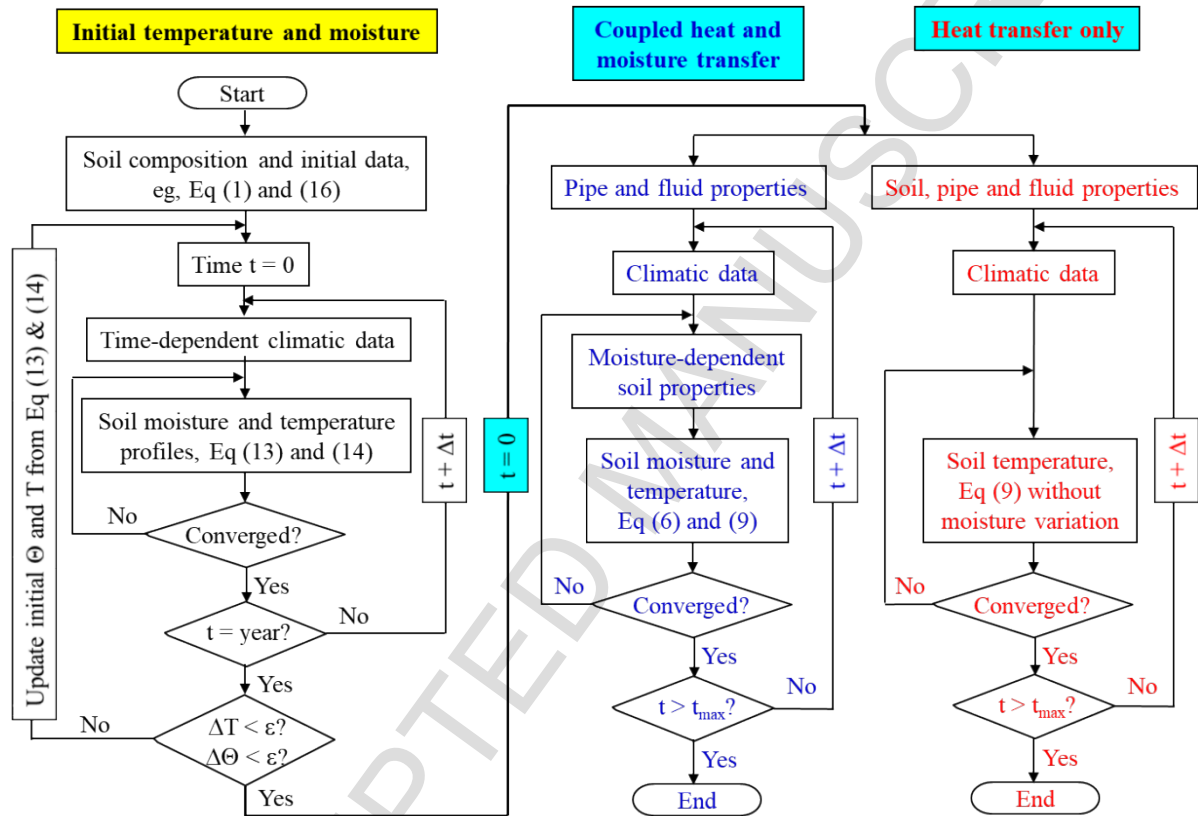 Initial temperature and moisture
Start
Soil composition and initial data,
eg, Eq (1) and (16)
Time t = 0
Time-dependent climatic data
Soil moisture and temperature
profiles, Eq (13) and (14)
Converged?
No
Yes
t = year?
No
Yes
ΔT < ε?
ΔΘ < ε?
No
Yes
Update initial Θ and T from Eq (13) & (14)
t + Δt
t = 0
Coupled heat and
moisture transfer
Pipe and fluid properties
Climatic data
Moisture-dependent
soil properties
Soil moisture and
temperature,
Eq (6) and (9)
Converged?
No
Yes
t > tmax?
No
Yes
End
t + Δt
Heat transfer only
Soil, pipe and fluid properties
Climatic data
Soil temperature,
Eq (9) without
moisture variation
Converged?
No
Yes
t > tmax?
No
Yes
End
t + Δt
PTED MANUSC